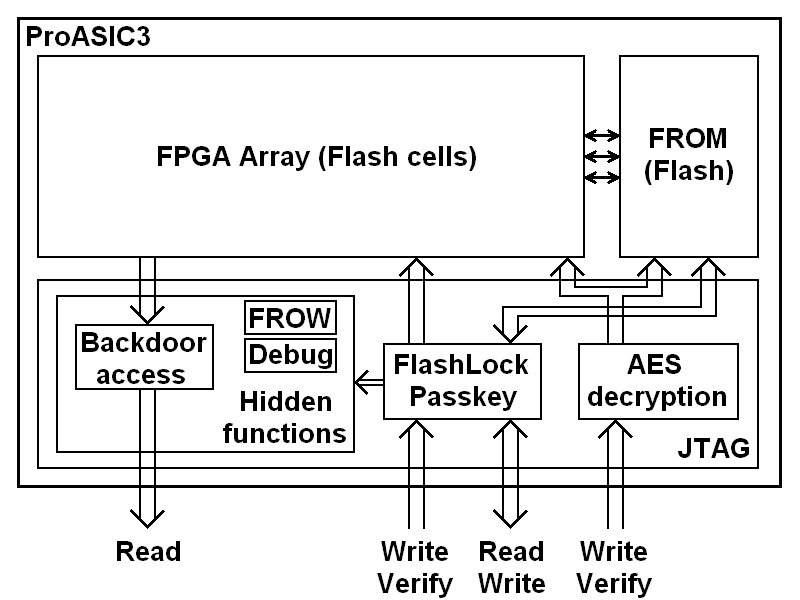 ProASIC3
FPGA Array (Flash cells)
FROM
(Flash)
FROW
Debug
Backdoor
access
Hidden
functions
FlashLock
Passkey
AES
decryption
JTAG
Read
Write
Verify
Read
Write
Write
Verify